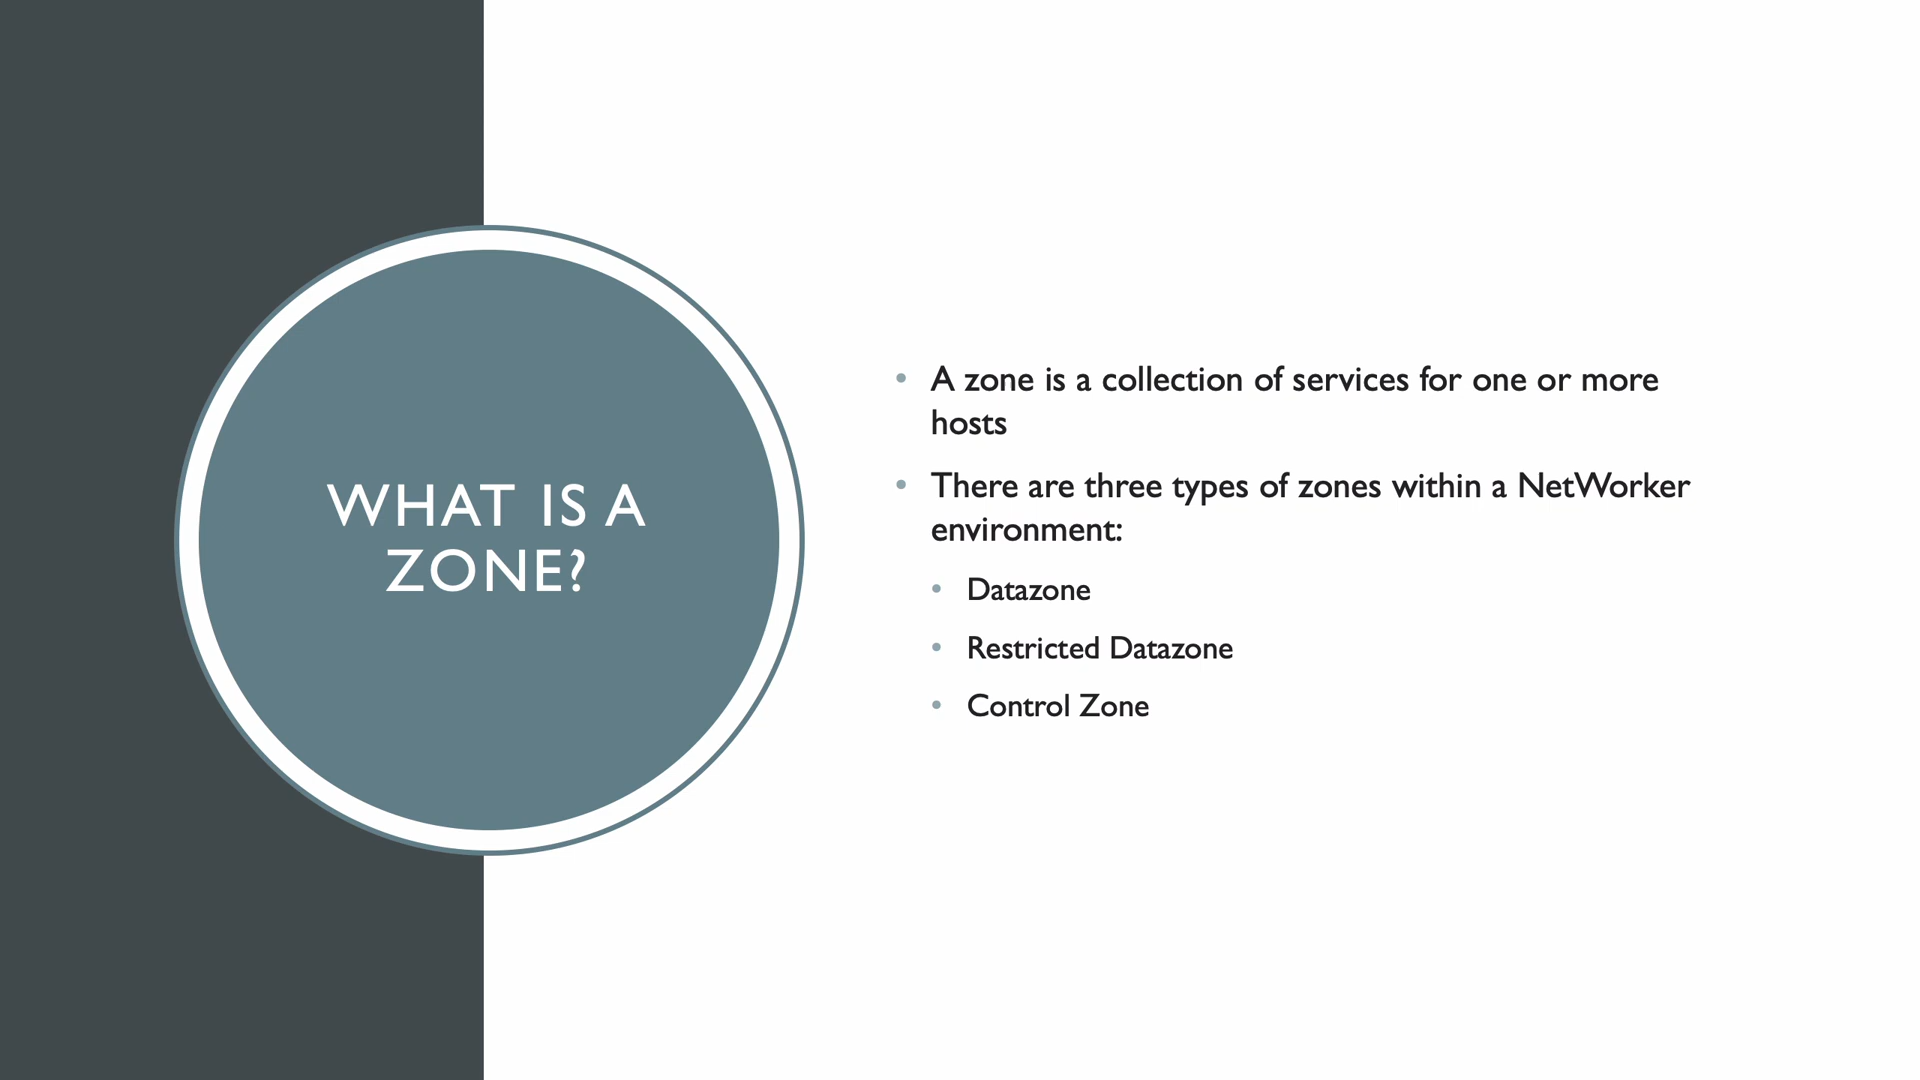 WHAT IS A
ZONE?
• A zone is a collection of services for one or more
hosts
• There are three types of zones within a NetWorker
environment:
• Datazone
• Restricted Datazone
• Control Zone